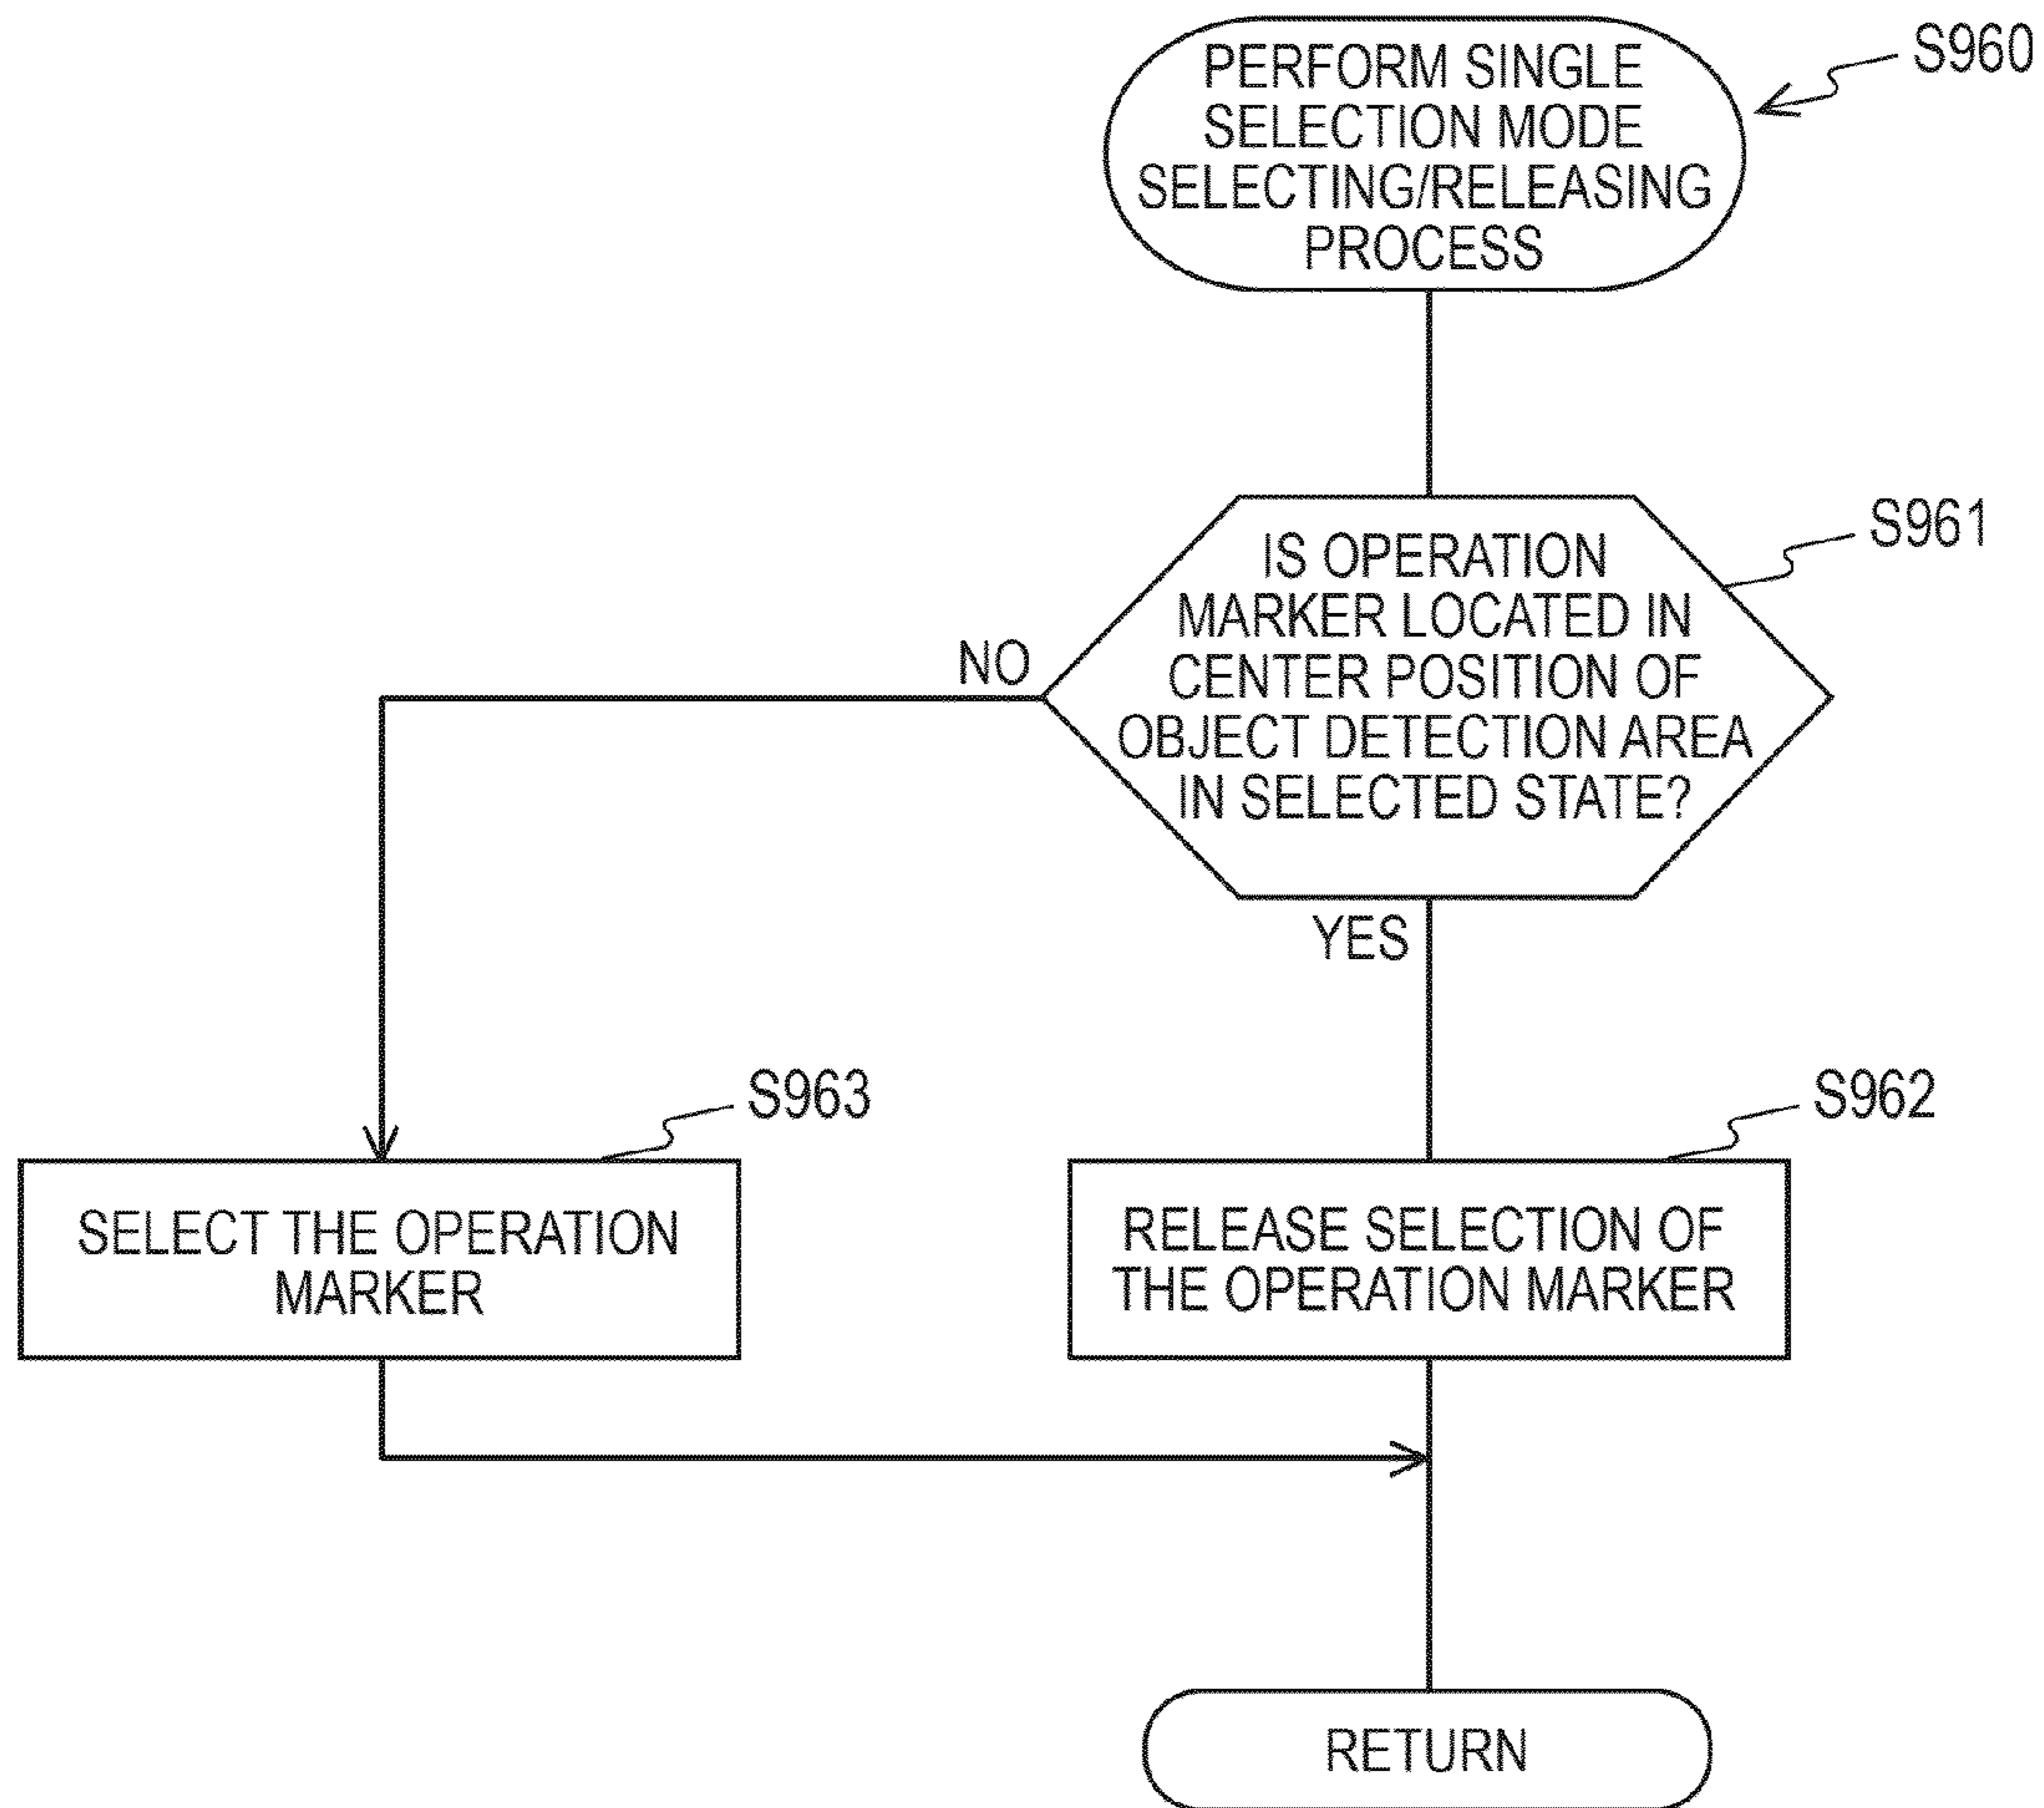 PERFORM SINGLE
SELECTION MODE
SELECTING/RELEASING
PROCESS
S960
IS OPERATION
MARKER LOCATED IN
CENTER POSITION OF
OBJECT DETECTION AREA
IN SELECTED STATE?
S961
NO
YES
S963
SELECT THE OPERATION
MARKER
S962
RELEASE SELECTION OF
THE OPERATION MARKER
RETURN